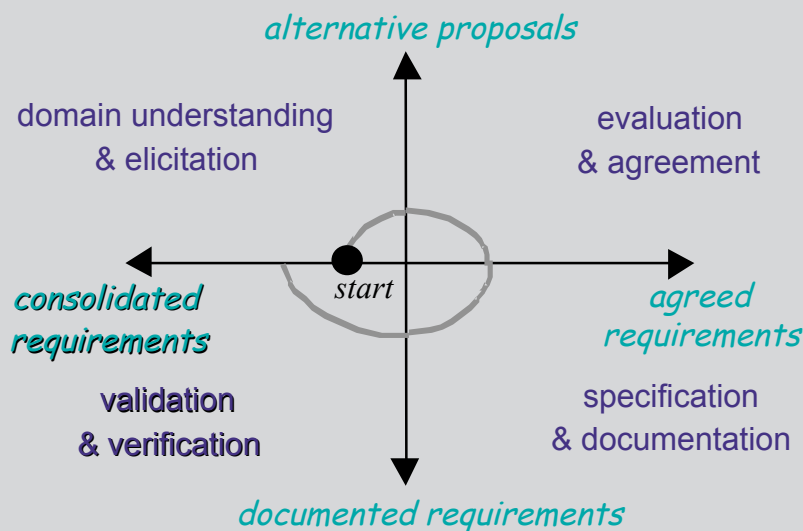 alternative proposals
domain understanding
& elicitation
evaluation
& agreement
start
consolidated
requirements
agreed
requirements
validation
& verification
specification
& documentation
documented requirements